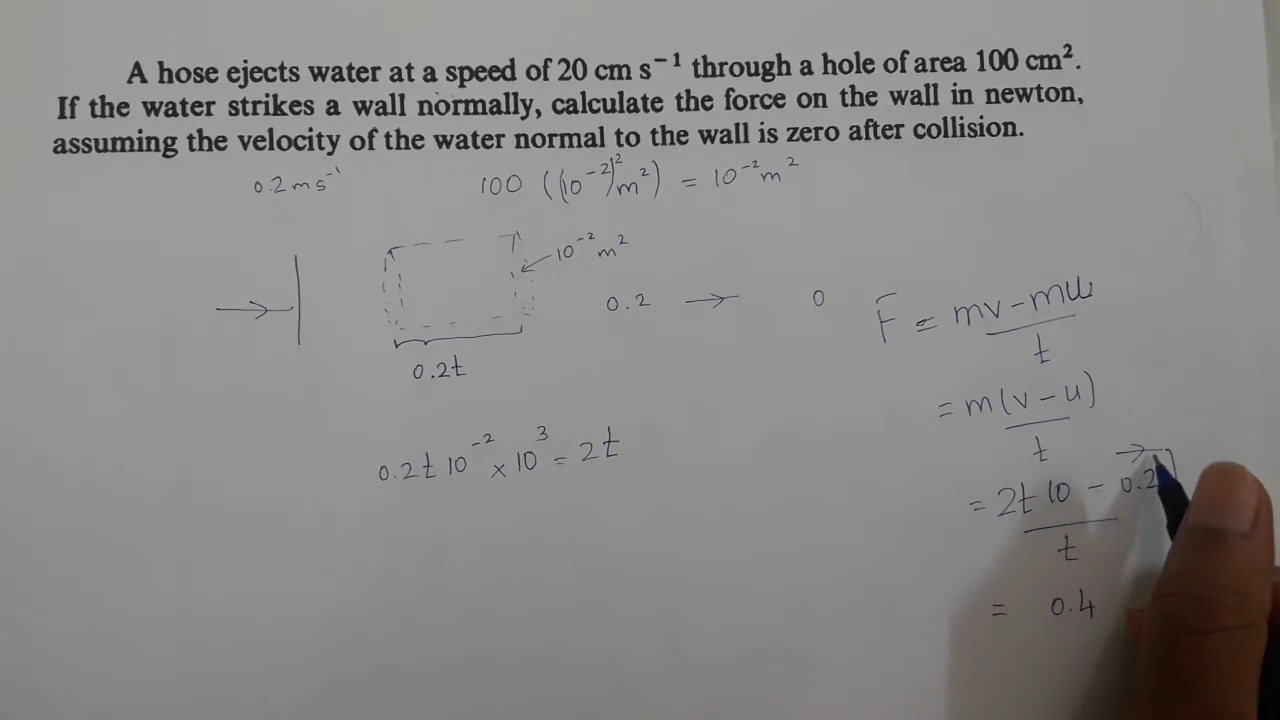 A hose ejects water at a speed of 20 cm s⁻¹ through a hole of area 100 cm².
If the water strikes a wall normally, calculate the force on the wall in newton,
assuming the velocity of the water normal to the wall is zero after collision.
0.2 m s⁻¹
100 ((10⁻²)² m²) = 10⁻² m²
10⁻² m²
0.2 → 0
0.2t
0.2t 10⁻² × 10³ = 2t
F = mv - mu
t
= m(v - u)
t
= 2t (0 - 0.2)
t
= 0.4